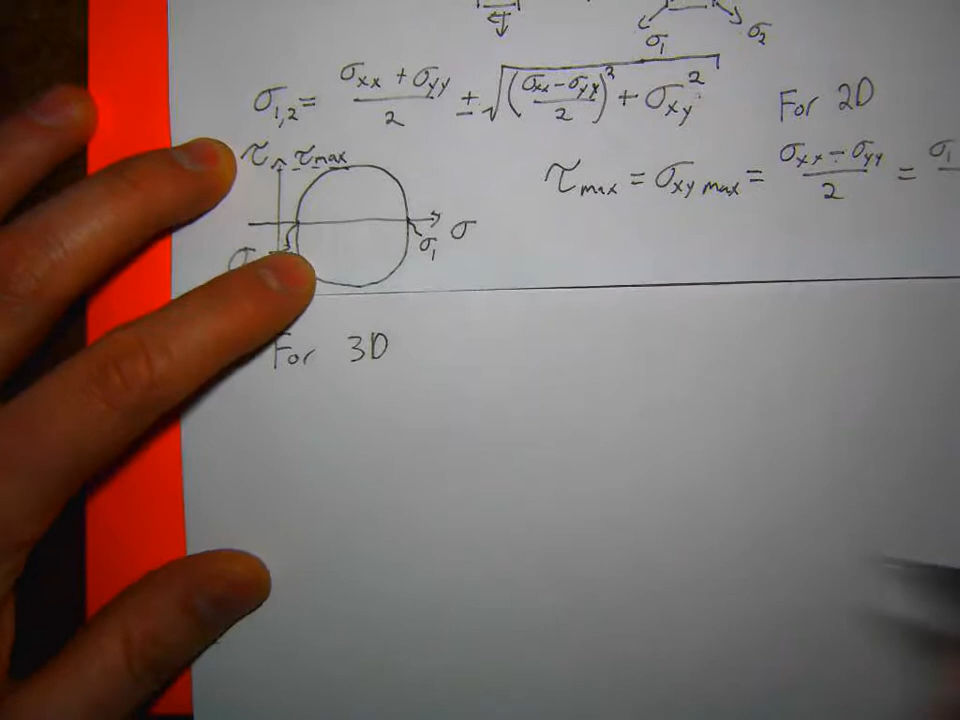 σ₁ σ₂
σ₁,₂ = (σxx + σyy)/2 ± √(((σxx − σyy)/2)² + σxy²) For 2D
τ τmax
τmax = σxy max = (σxx − σyy)/2 = σ₁
σ₁ σ
For 3D